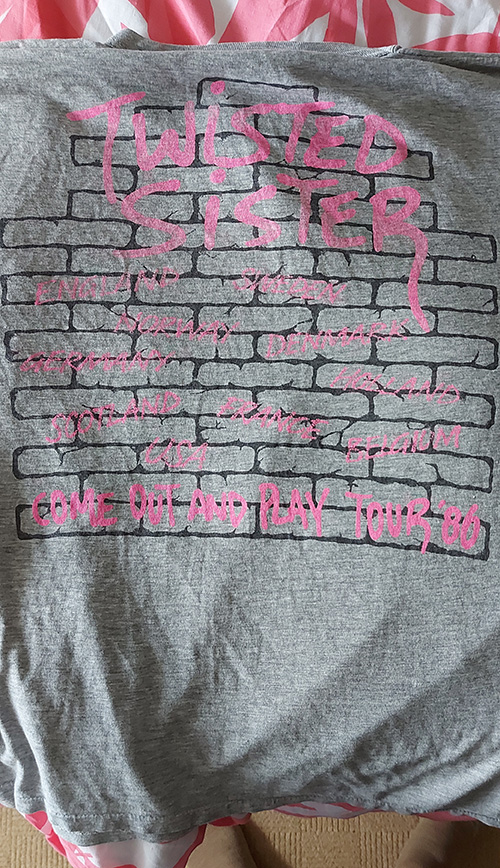 TWiSTED
SiSTER
ENGLAND SWEDEN
NORWAY DENMARK
GERMANY HOLLAND
SCOTLAND FRANCE BELGIUM
USA
COME OUT AND PLAY TOUR '86